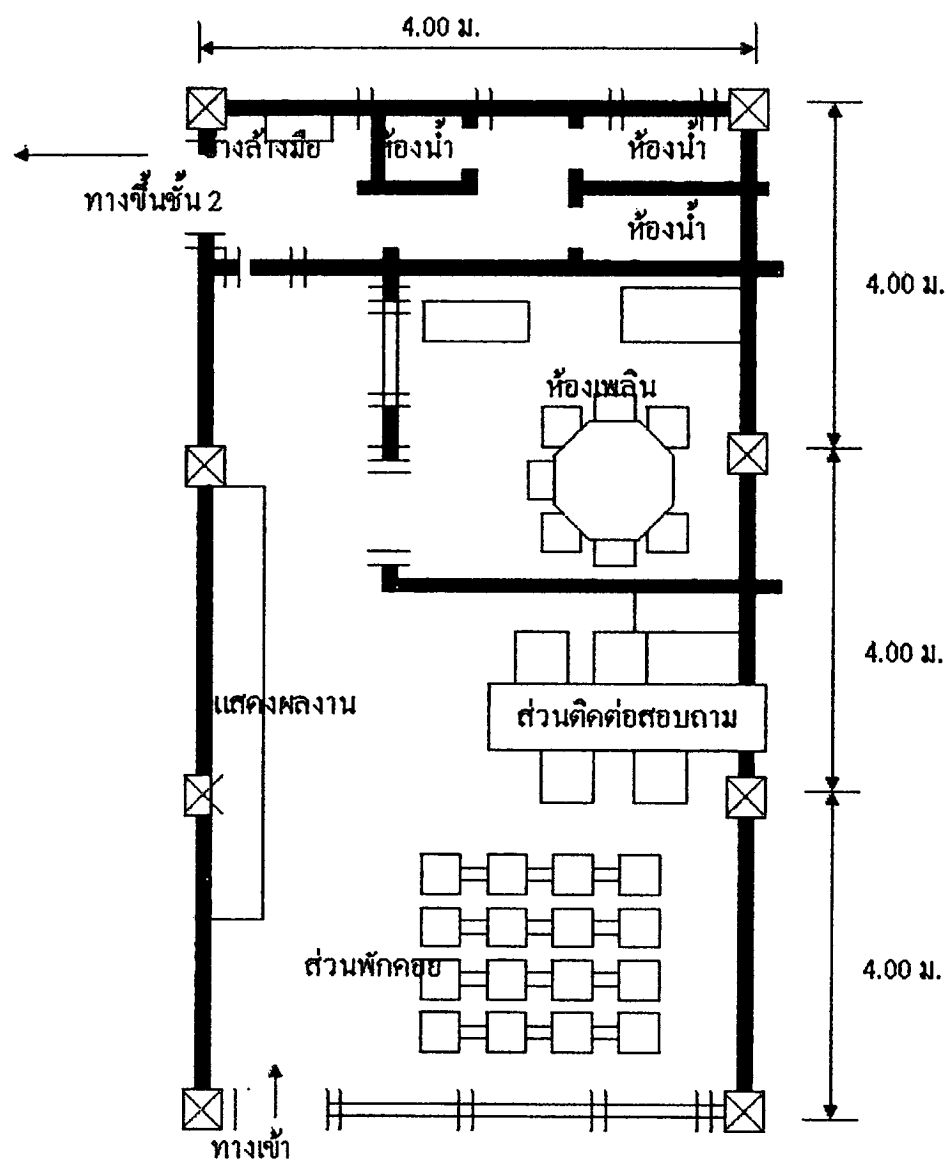 4.00 ม.
างล้างมือ
ห้องน้ำ
ห้องน้ำ
ทางขึ้นชั้น 2
ห้องน้ำ
4.00 ม.
ห้องเพลิน
4.00 ม.
แสดงผลงาน
ส่วนติดต่อสอบถาม
ส่วนพักคอย
4.00 ม.
ทางเข้า